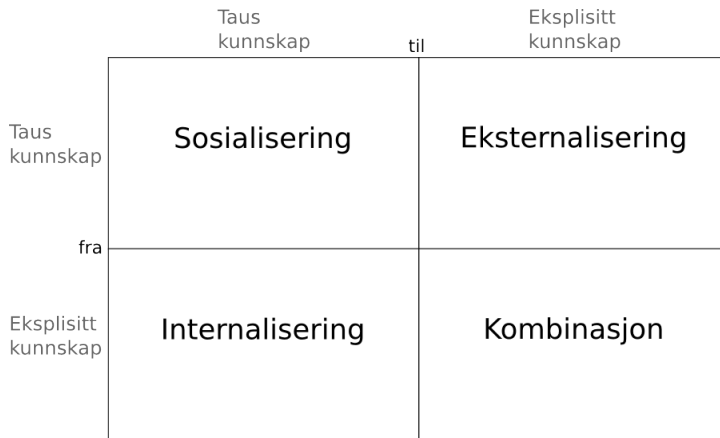 Taus
kunnskap
til
Eksplisitt
kunnskap
Taus
kunnskap
Sosialisering
Eksternalisering
fra
Eksplisitt
kunnskap
Internalisering
Kombinasjon